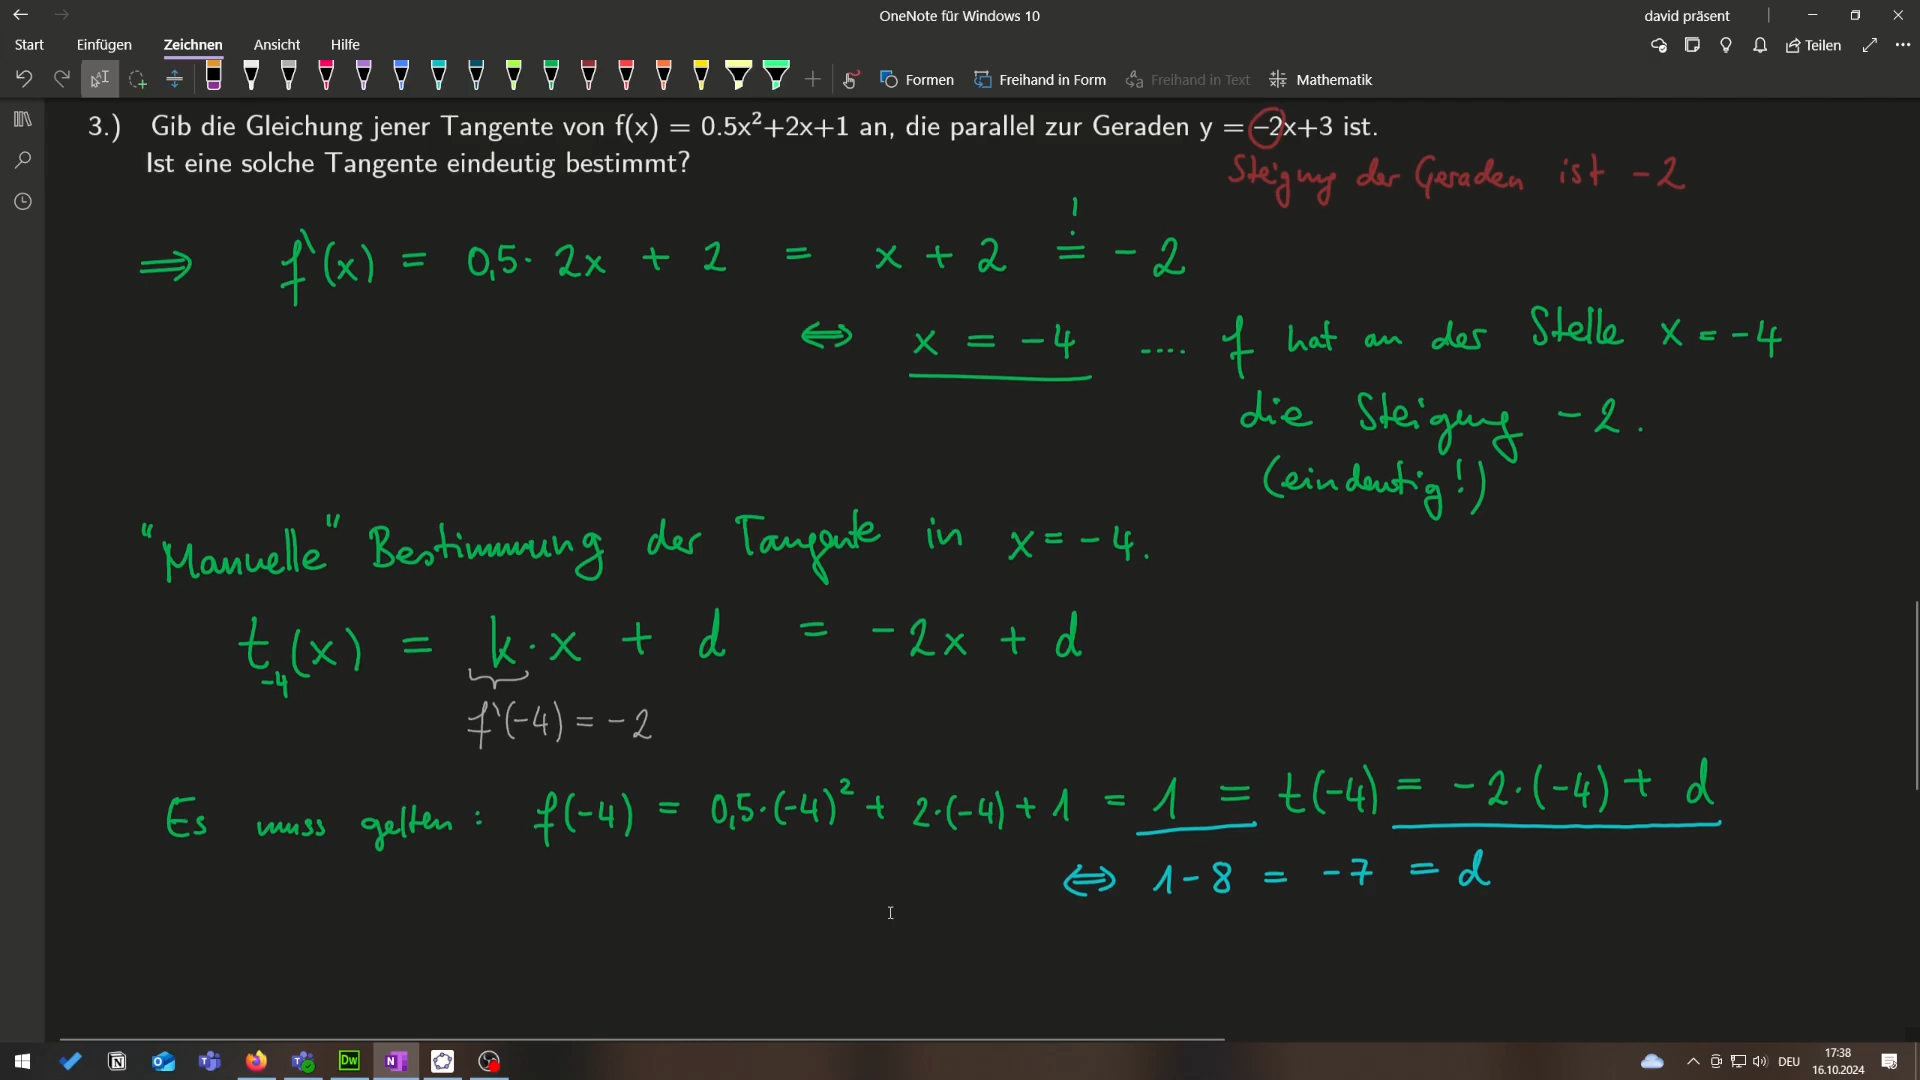 OneNote für Windows 10
david präsent
Start Einfügen Zeichnen Ansicht Hilfe
Teilen
Formen Freihand in Form Freihand in Text Mathematik
3.) Gib die Gleichung jener Tangente von f(x) = 0.5x²+2x+1 an, die parallel zur Geraden y = −2x+3 ist.
Ist eine solche Tangente eindeutig bestimmt?
Steigung der Geraden ist -2
⇒ f'(x) = 0,5· 2x + 2 = x + 2 =! -2
⇔ x = -4 .... f hat an der Stelle x = -4
die Steigung -2.
(eindeutig!)
"Manuelle" Bestimmung der Tangente in x = -4.
t₋₄(x) = k·x + d = -2x + d
f'(-4) = -2
Es muss gelten: f(-4) = 0,5·(-4)² + 2·(-4) + 1 = 1 = t(-4) = -2·(-4) + d
⇔ 1-8 = -7 = d
Dw
DEU
17:38
16.10.2024